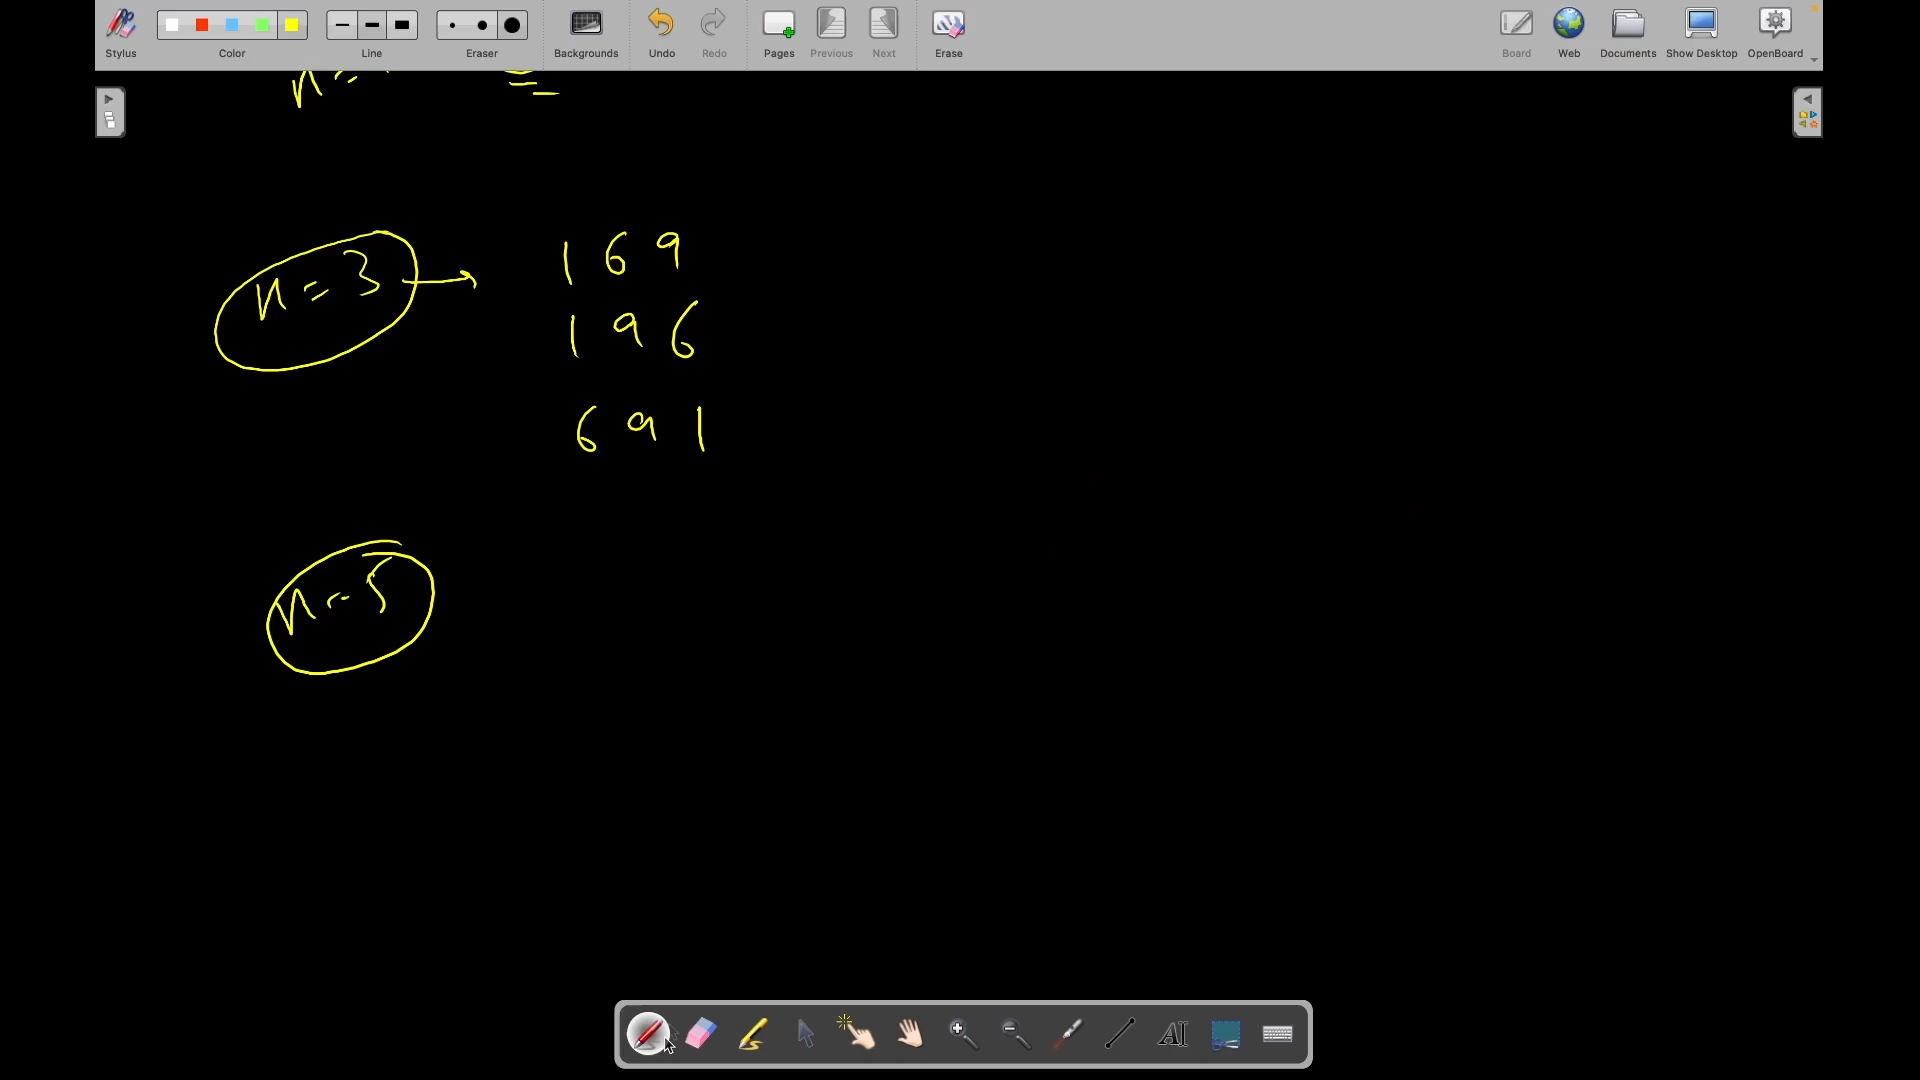 Stylus Color Line Eraser Backgrounds Undo Redo Pages Previous Next Erase Board Web Documents Show Desktop OpenBoard
n =
n = 3 → 1 6 9
1 9 6
6 9 1
n = 5
AI